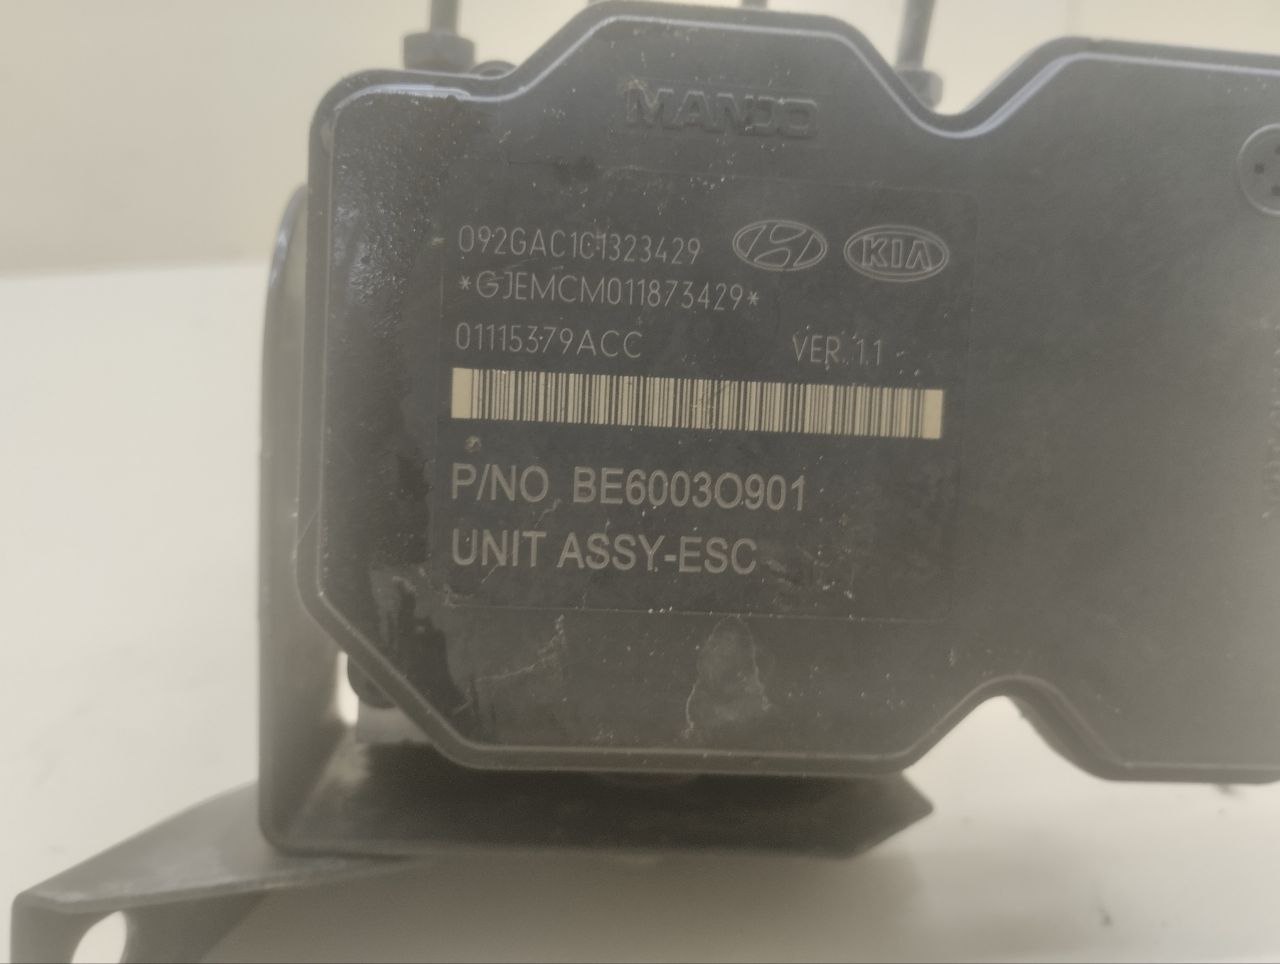 MANDO
092GAC1C1323429
KIA
*GJEMCM011873429*
01115379ACC VER. 1.1
P/NO BE6003O901
UNIT ASSY-ESC